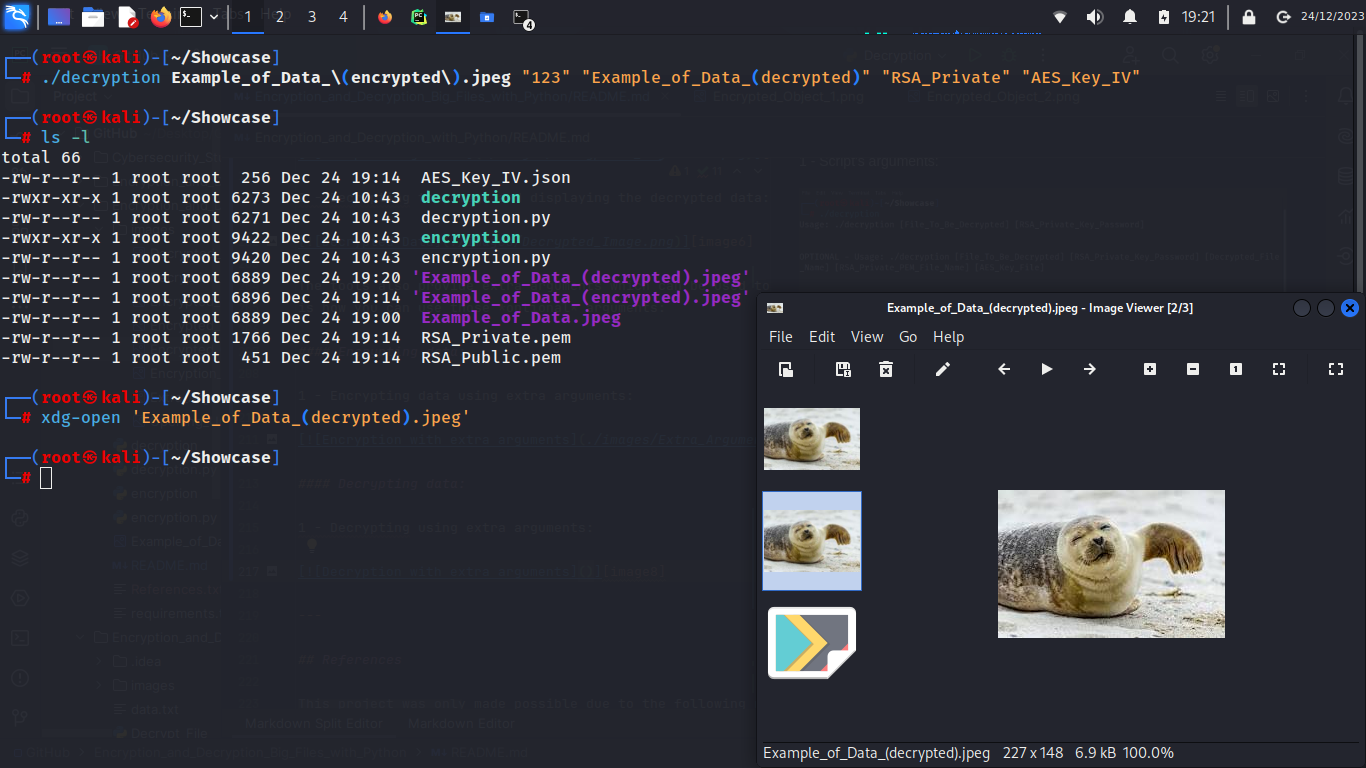 1 2 3 4 4 19:21 24/12/2023
┌──(root㉿kali)-[~/Showcase]
└─# ./decryption Example_of_Data_\(encrypted\).jpeg "123" "Example_of_Data_(decrypted)" "RSA_Private" "AES_Key_IV"
┌──(root㉿kali)-[~/Showcase]
└─# ls -l
total 66
-rw-r--r-- 1 root root 256 Dec 24 19:14 AES_Key_IV.json
-rwxr-xr-x 1 root root 6273 Dec 24 10:43 decryption
-rw-r--r-- 1 root root 6271 Dec 24 10:43 decryption.py
-rwxr-xr-x 1 root root 9422 Dec 24 10:43 encryption
-rw-r--r-- 1 root root 9420 Dec 24 10:43 encryption.py
-rw-r--r-- 1 root root 6889 Dec 24 19:20 'Example_of_Data_(decrypted).jpeg'
-rw-r--r-- 1 root root 6896 Dec 24 19:14 'Example_of_Data_(encrypted).jpeg'
-rw-r--r-- 1 root root 6889 Dec 24 19:00 Example_of_Data.jpeg
-rw-r--r-- 1 root root 1766 Dec 24 19:14 RSA_Private.pem
-rw-r--r-- 1 root root 451 Dec 24 19:14 RSA_Public.pem
┌──(root㉿kali)-[~/Showcase]
└─# xdg-open 'Example_of_Data_(decrypted).jpeg'
┌──(root㉿kali)-[~/Showcase]
└─#
Example_of_Data_(decrypted).jpeg - Image Viewer [2/3]
File Edit View Go Help
Example_of_Data_(decrypted).jpeg 227 x 148 6.9 kB 100.0%